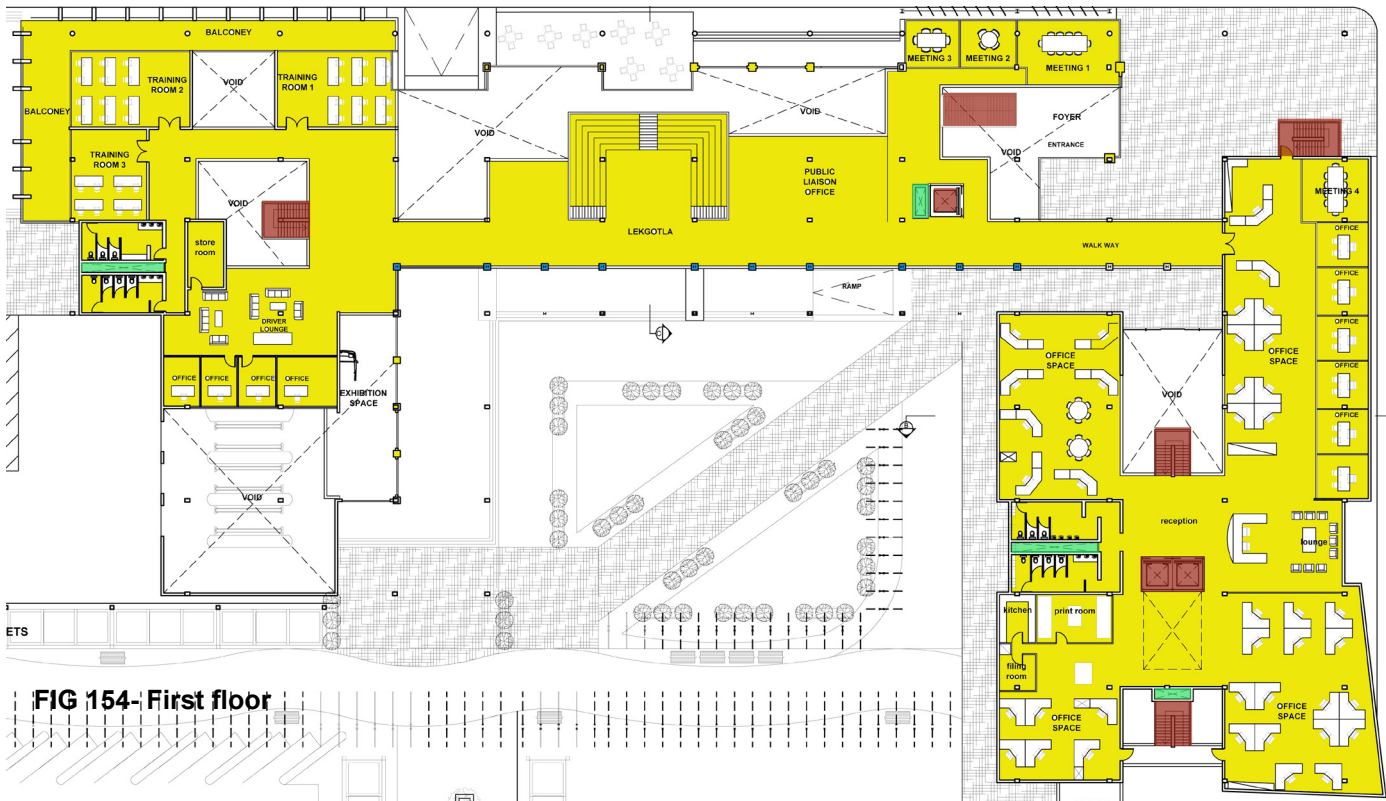 BALCONEY
MEETING 3
MEETING 2
MEETING 1
TRAINING
ROOM 2
VOID
TRAINING
ROOM 1
BALCONEY
VOID
VOID
FOYER
ENTRANCE
VOID
TRAINING
ROOM 3
PUBLIC
LIAISON
OFFICE
MEETING 4
VOID
store
room
LEKGOTLA
WALK WAY
OFFICE
OFFICE
RAMP
DRIVER
LOUNGE
C
OFFICE
OFFICE
SPACE
OFFICE
SPACE
OFFICE
OFFICE
OFFICE
OFFICE
OFFICE
OFFICE
EXHIBITION
SPACE
VOID
OFFICE
B
OFFICE
VOID
reception
lounge
kitchen
print room
ETS
filing
room
FIG 154- First floor
OFFICE
SPACE
OFFICE
SPACE